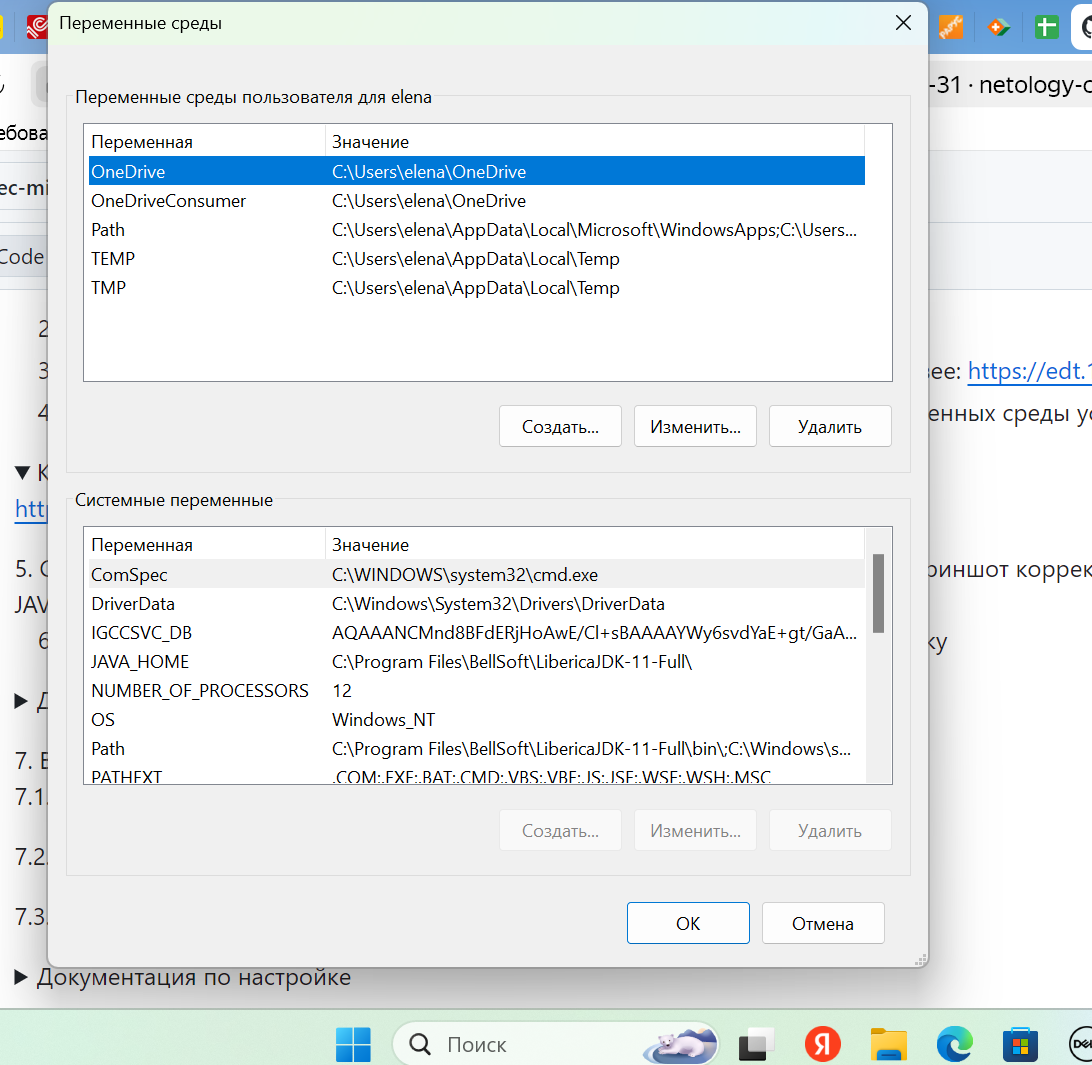 Переменные среды
-31 · netology-c
Переменные среды пользователя для elena
Переменная Значение
OneDrive C:\Users\elena\OneDrive
OneDriveConsumer C:\Users\elena\OneDrive
Path C:\Users\elena\AppData\Local\Microsoft\WindowsApps;C:\Users...
TEMP C:\Users\elena\AppData\Local\Temp
TMP C:\Users\elena\AppData\Local\Temp
Code
2
3 https://edt.1
4 енных среды ус
Создать... Изменить... Удалить
Системные переменные
Переменная Значение
ComSpec C:\WINDOWS\system32\cmd.exe
DriverData C:\Windows\System32\Drivers\DriverData
IGCCSVC_DB AQAAANCMnd8BFdERjHoAwE/Cl+sBAAAAYWy6svdYaE+gt/GaA...
JAVA_HOME C:\Program Files\BellSoft\LibericaJDK-11-Full\
NUMBER_OF_PROCESSORS 12
OS Windows_NT
Path C:\Program Files\BellSoft\LibericaJDK-11-Full\bin\;C:\Windows\s...
PATHEXT .COM;.EXE;.BAT;.CMD;.VBS;.VBE;.JS;.JSE;.WSF;.WSH;.MSC
5. С риншот коррек
JAV
6 ку
7. В
7.1.
7.2.
7.3.
Создать... Изменить... Удалить
ОК Отмена
Документация по настройке
Поиск
Я
DELL